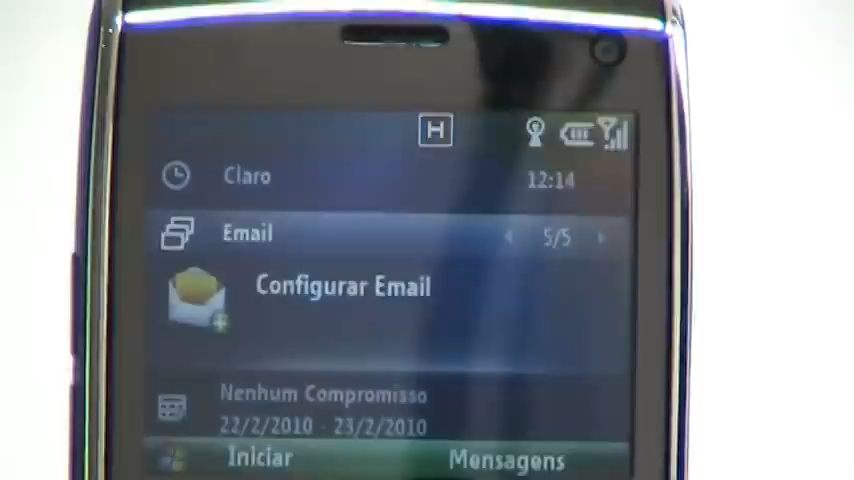 H
Claro 12:14
Email 5/5
Configurar Email
Nenhum Compromisso
22/2/2010 - 23/2/2010
Iniciar Mensagens